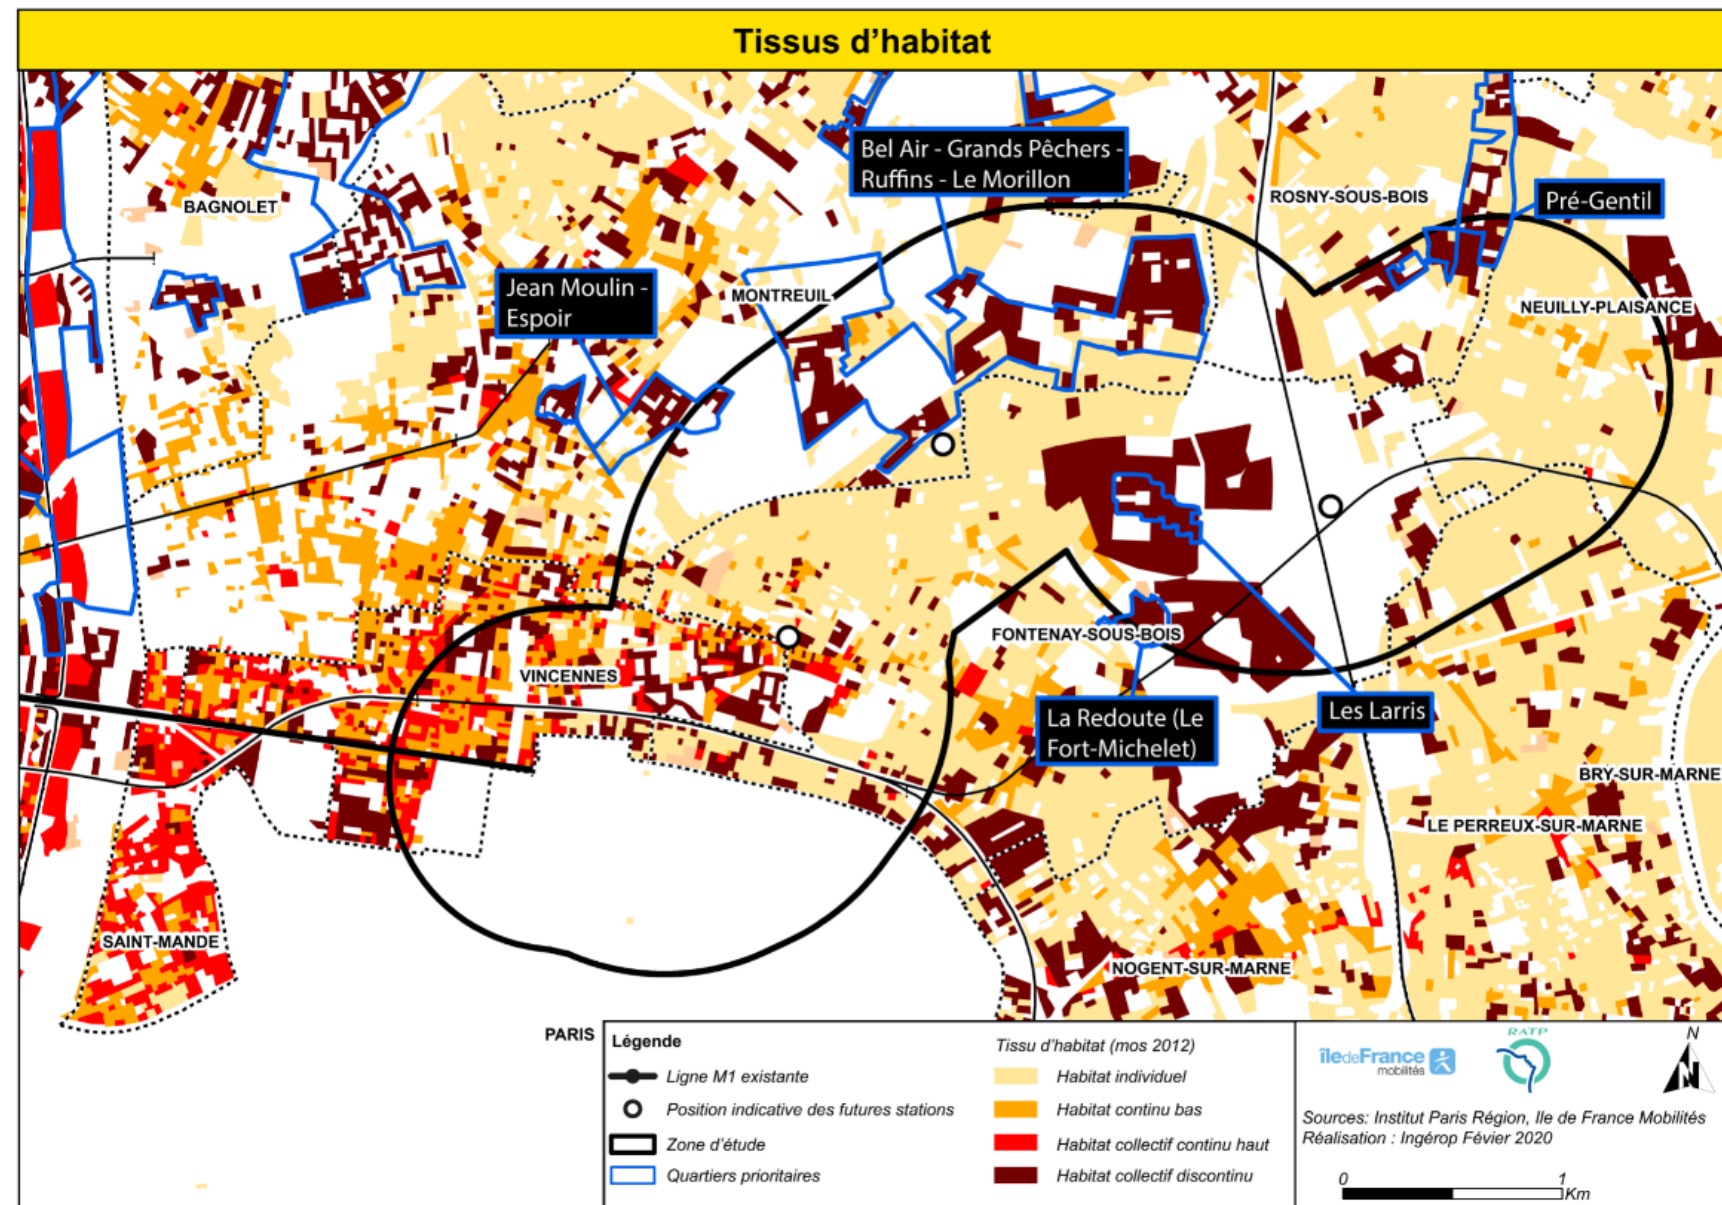 Tissus d'habitat
Bel Air - Grands Pêchers -
Ruffins - Le Morillon
ROSNY-SOUS-BOIS
Pré-Gentil
BAGNOLET
Jean Moulin -
Espoir
MONTREUIL
NEUILLY-PLAISANCE
FONTENAY-SOUS-BOIS
VINCENNES
La Redoute (Le
Fort-Michelet)
Les Larris
BRY-SUR-MARNE
LE PERREUX-SUR-MARNE
SAINT-MANDE
NOGENT-SUR-MARNE
PARIS
Légende
Ligne M1 existante
Position indicative des futures stations
Zone d'étude
Quartiers prioritaires
Tissu d'habitat (mos 2012)
Habitat individuel
Habitat continu bas
Habitat collectif continu haut
Habitat collectif discontinu
îledeFrance
mobilités
RATP
N
N
Sources: Institut Paris Région, Ile de France Mobilités
Réalisation : Ingérop Févier 2020
0 1
Km